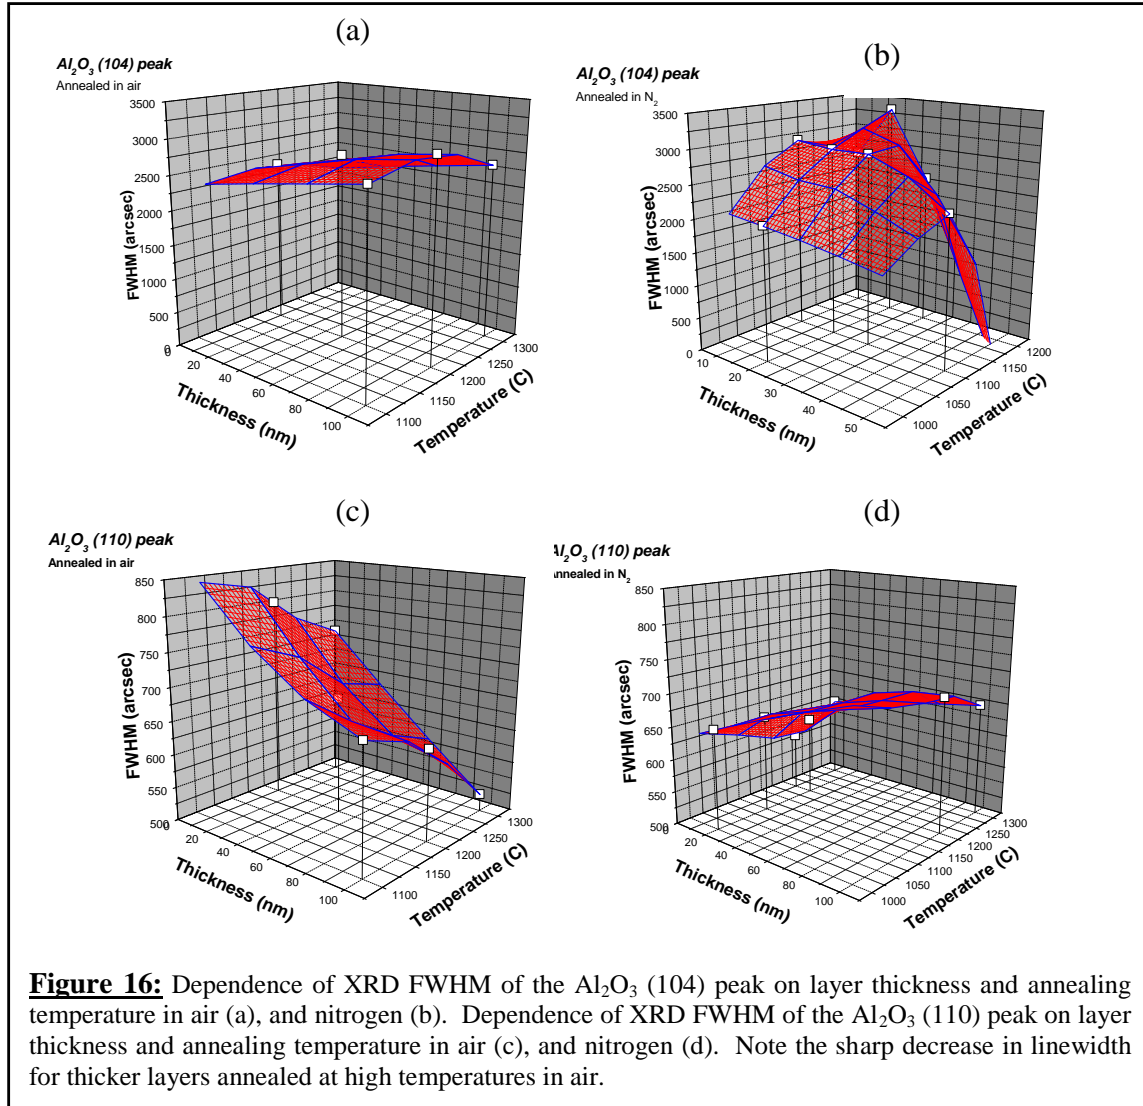 (a)
Al₂O₃ (104) peak
Annealed in air
3500
3000
2500
2000
1500
1000
500
0
FWHM (arcsec)
20
40
60
80
100
Thickness (nm)
1100
1150
1200
1250
1300
Temperature (C)
(b)
Al₂O₃ (104) peak
Annealed in N₂
3500
3000
2500
2000
1500
1000
500
0
FWHM (arcsec)
10
20
30
40
50
Thickness (nm)
1000
1050
1100
1150
1200
Temperature (C)
(c)
Al₂O₃ (110) peak
Annealed in air
850
800
750
700
650
600
550
500
0
FWHM (arcsec)
20
40
60
80
100
Thickness (nm)
1100
1150
1200
1250
1300
Temperature (C)
(d)
Al₂O₃ (110) peak
Annealed in N₂
850
800
750
700
650
600
550
500
0
FWHM (arcsec)
20
40
60
80
100
Thickness (nm)
1000
1050
1100
1150
1200
1250
1300
Temperature (C)
Figure 16: Dependence of XRD FWHM of the Al₂O₃ (104) peak on layer thickness and annealing
temperature in air (a), and nitrogen (b). Dependence of XRD FWHM of the Al₂O₃ (110) peak on layer
thickness and annealing temperature in air (c), and nitrogen (d). Note the sharp decrease in linewidth
for thicker layers annealed at high temperatures in air.